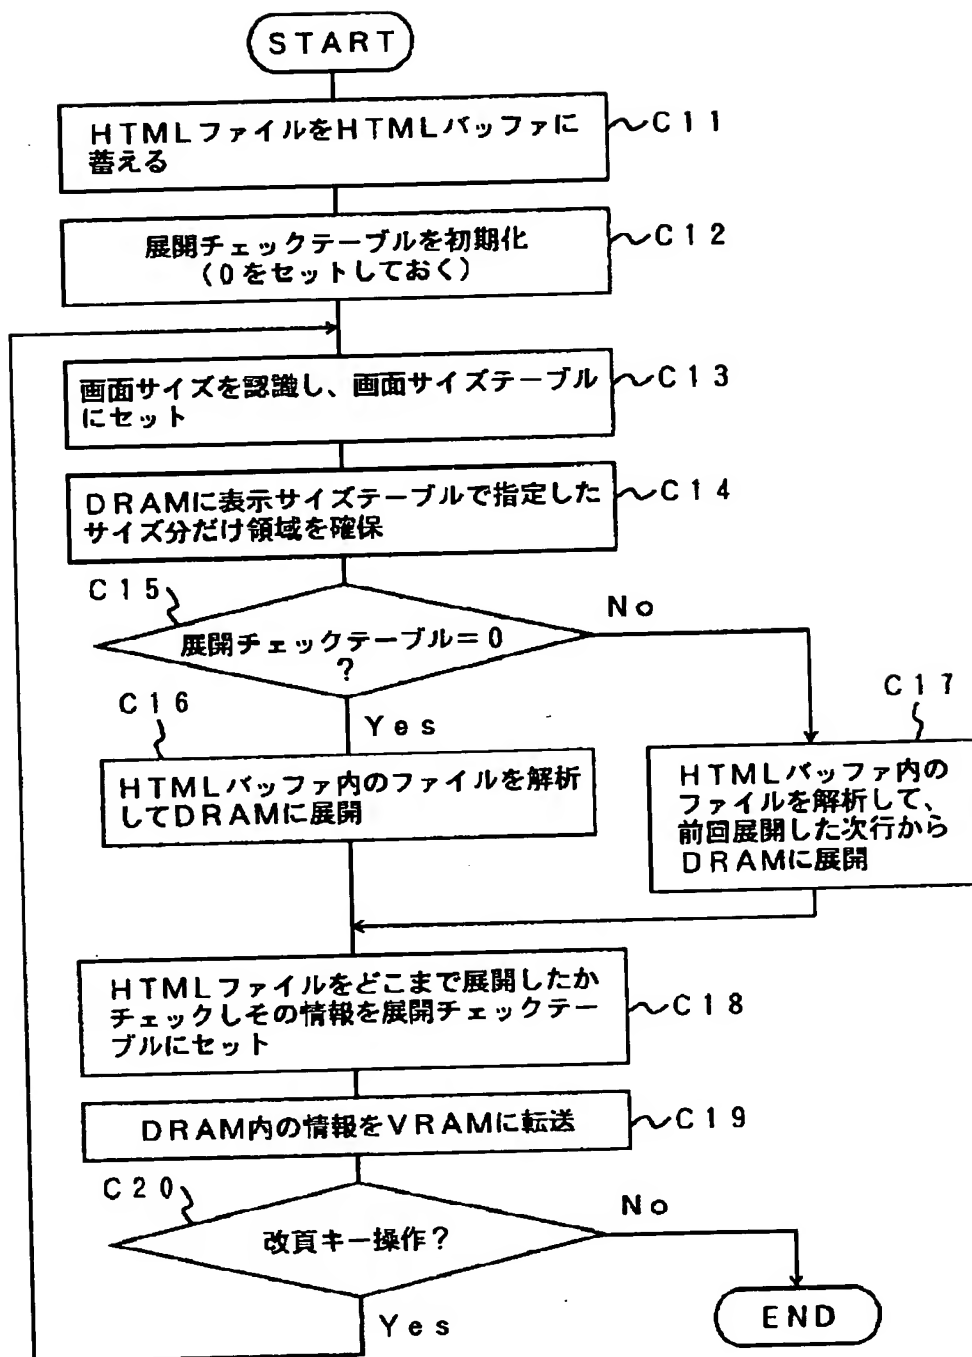 START
HTMLファイルをHTMLバッファに
蓄える
C11
展開チェックテーブルを初期化
(0をセットしておく)
C12
画面サイズを認識し、画面サイズテーブル
にセット
C13
DRAMに表示サイズテーブルで指定した
サイズ分だけ領域を確保
C14
C15
展開チェックテーブル=0
?
No
Yes
C16
HTMLバッファ内のファイルを解析
してDRAMに展開
C17
HTMLバッファ内の
ファイルを解析して、
前回展開した次行から
DRAMに展開
HTMLファイルをどこまで展開したか
チェックしその情報を展開チェックテー
ブルにセット
C18
DRAM内の情報をVRAMに転送
C19
C20
改頁キー操作?
No
Yes
END